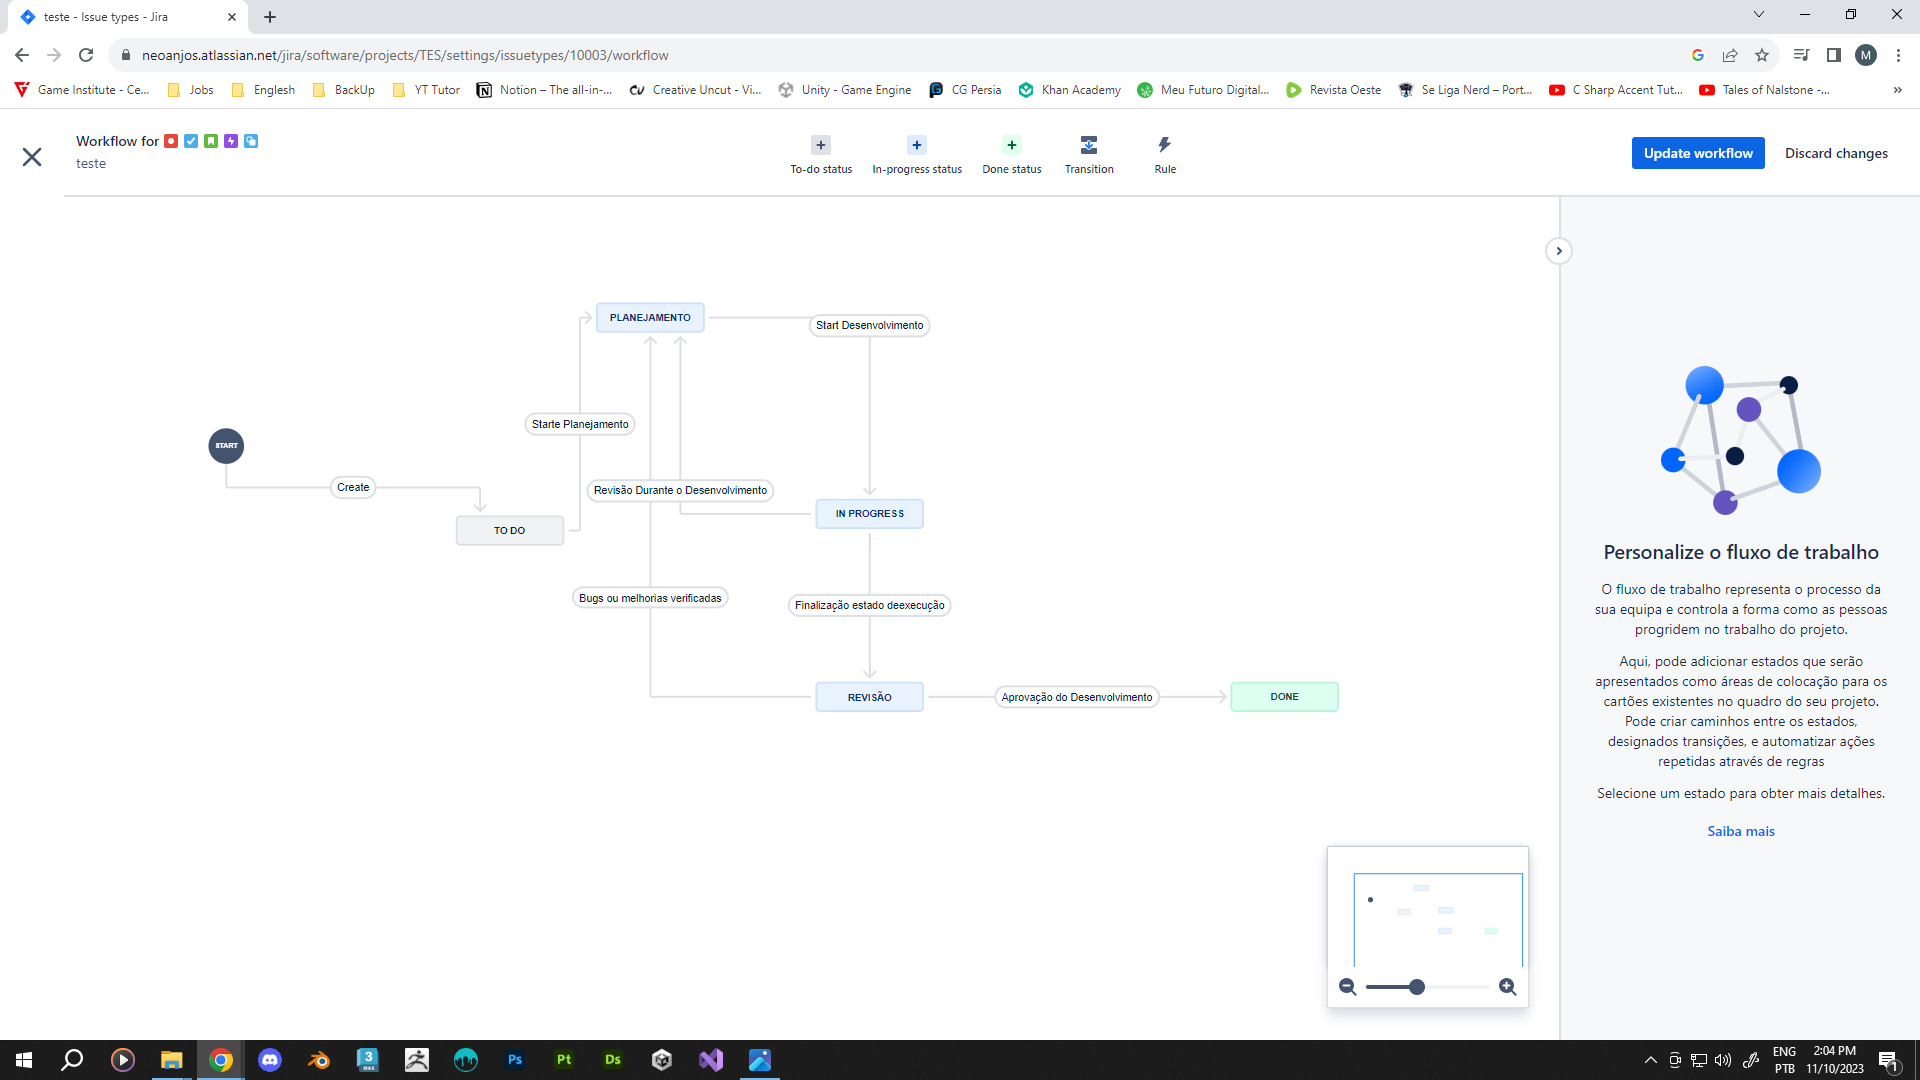 teste - Issue types - Jira
neoanjos.atlassian.net/jira/software/projects/TES/settings/issuetypes/10003/workflow
M
Game Institute - Ce...
Jobs
Englesh
BackUp
YT Tutor
Notion – The all-in-...
Creative Uncut - Vi...
Unity - Game Engine
CG Persia
Khan Academy
Meu Futuro Digital...
Revista Oeste
Se Liga Nerd – Port...
C Sharp Accent Tut...
Tales of Nalstone -...
»
Workflow for
teste
To-do status
In-progress status
Done status
Transition
Rule
Update workflow
Discard changes
PLANEJAMENTO
Start Desenvolvimento
Starte Planejamento
START
Create
Revisão Durante o Desenvolvimento
IN PROGRESS
TO DO
Bugs ou melhorias verificadas
Finalização estado deexecução
REVISÃO
Aprovação do Desenvolvimento
DONE
Personalize o fluxo de trabalho
O fluxo de trabalho representa o processo da
sua equipa e controla a forma como as pessoas
progridem no trabalho do projeto.
Aqui, pode adicionar estados que serão
apresentados como áreas de colocação para os
cartões existentes no quadro do seu projeto.
Pode criar caminhos entre os estados,
designados transições, e automatizar ações
repetidas através de regras
Selecione um estado para obter mais detalhes.
Saiba mais
3
MAX
Ps
Pt
Ds
ENG
PTB
2:04 PM
11/10/2023
1